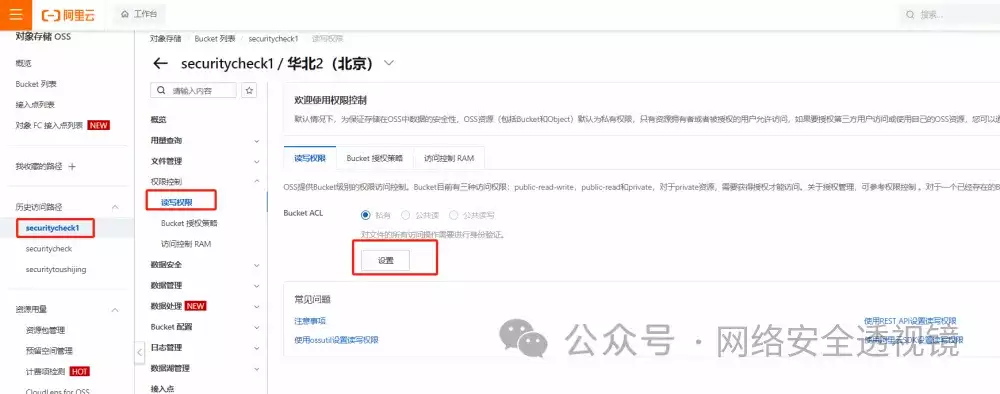 阿里云
工作台
搜索...
对象存储 OSS
概览
Bucket 列表
接入点列表
对象 FC 接入点列表 NEW
我收藏的路径
历史访问路径
securitycheck1
securitycheck
securitytoushijing
资源用量
资源包管理
预留空间管理
计费项检测 HOT
CloudLens for OSS
对象存储 / Bucket 列表 / securitycheck1 / 读写权限
securitycheck1 / 华北2（北京）
请输入内容
概览
用量查询
文件管理
权限控制
读写权限
Bucket 授权策略
访问控制 RAM
数据安全
数据管理
数据处理 NEW
Bucket 配置
日志管理
数据湖管理
接入点
欢迎使用权限控制
默认情况下，为保证存储在OSS中数据的安全性，OSS资源（包括Bucket和Object）默认为私有权限，只有资源拥有者或者被授权的用户允许访问，如果要授权第三方用户访问或使用自己的OSS资源，您可以
读写权限
Bucket 授权策略
访问控制 RAM
OSS提供Bucket级别的权限访问控制。Bucket目前有三种访问权限：public-read-write，public-read和private，对于private资源，需要获得授权才能访问。关于授权管理，可参考权限控制 。对于一个已经存在的B
Bucket ACL
私有
公共读
公共读写
对文件的所有访问操作需要进行身份验证。
设置
常见问题
注意事项
使用REST API设置读写权限
使用ossutil设置读写权限
使用阿里云SDK设置读写权限
公众号 · 网络安全透视镜